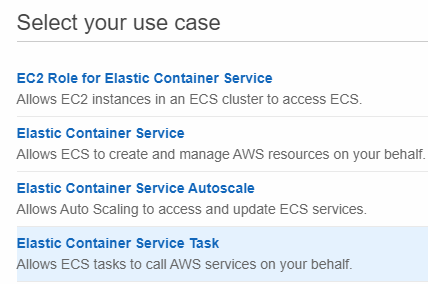 Select your use case
EC2 Role for Elastic Container Service
Allows EC2 instances in an ECS cluster to access ECS.
Elastic Container Service
Allows ECS to create and manage AWS resources on your behalf.
Elastic Container Service Autoscale
Allows Auto Scaling to access and update ECS services.
Elastic Container Service Task
Allows ECS tasks to call AWS services on your behalf.